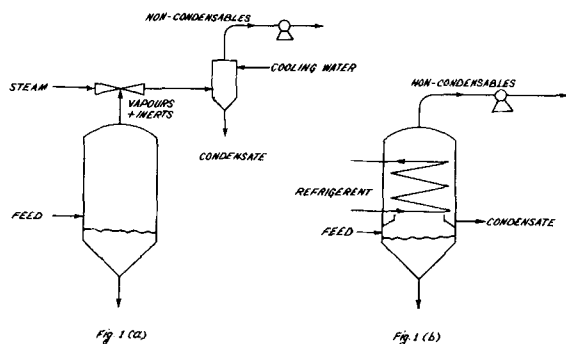 NON-CONDENSABLES
COOLING WATER
STEAM
VAPOURS
+INERTS
CONDENSATE
FEED
Fig. 1 (a)
NON-CONDENSABLES
REFRIGERENT
CONDENSATE
FEED
Fig. 1 (b)